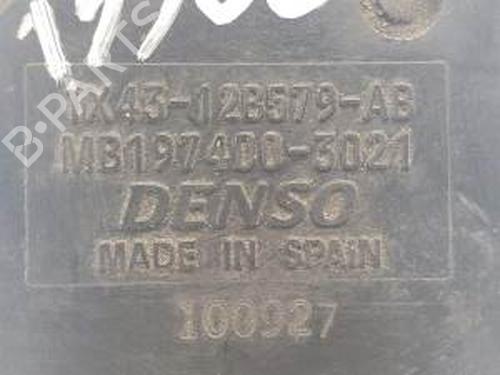 1X43-12B579-AB
MB197400-3021
DENSO
MADE IN SPAIN
100927
B-Parts